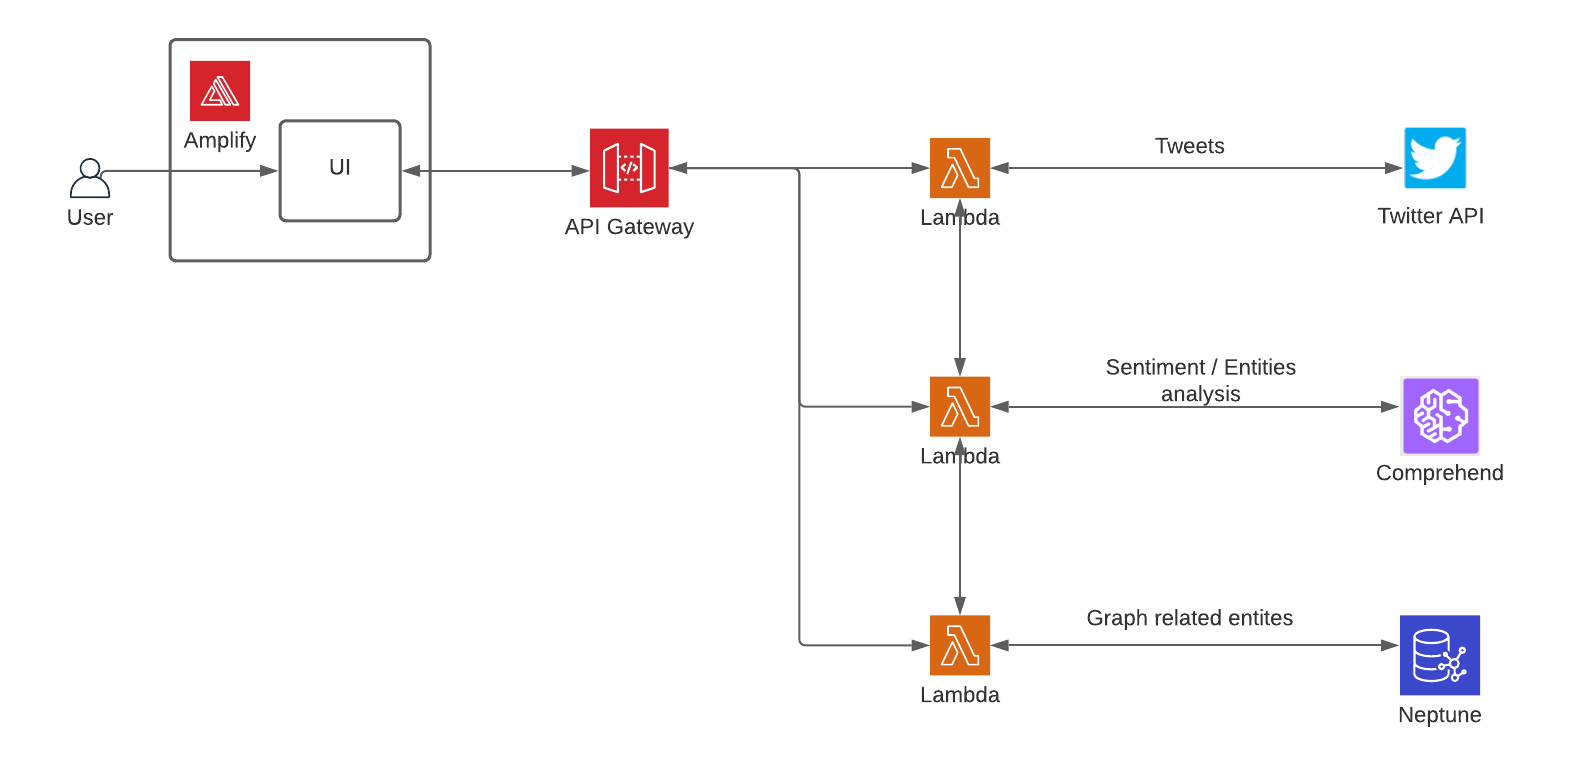 Amplify
UI
User
API Gateway
Lambda
Tweets
Twitter API
Lambda
Sentiment / Entities
analysis
Comprehend
Lambda
Graph related entites
Neptune